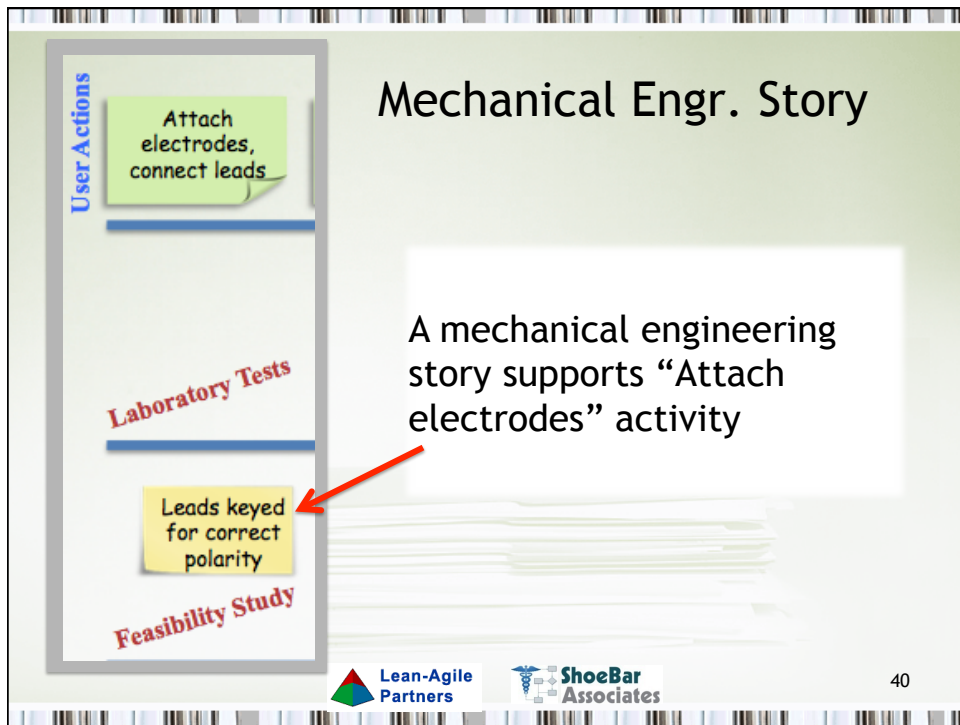 Mechanical Engr. Story
User Actions
Attach
electrodes,
connect leads
A mechanical engineering
story supports “Attach
electrodes” activity
Laboratory Tests
Leads keyed
for correct
polarity
Feasibility Study
Lean-Agile
Partners
ShoeBar
Associates
40